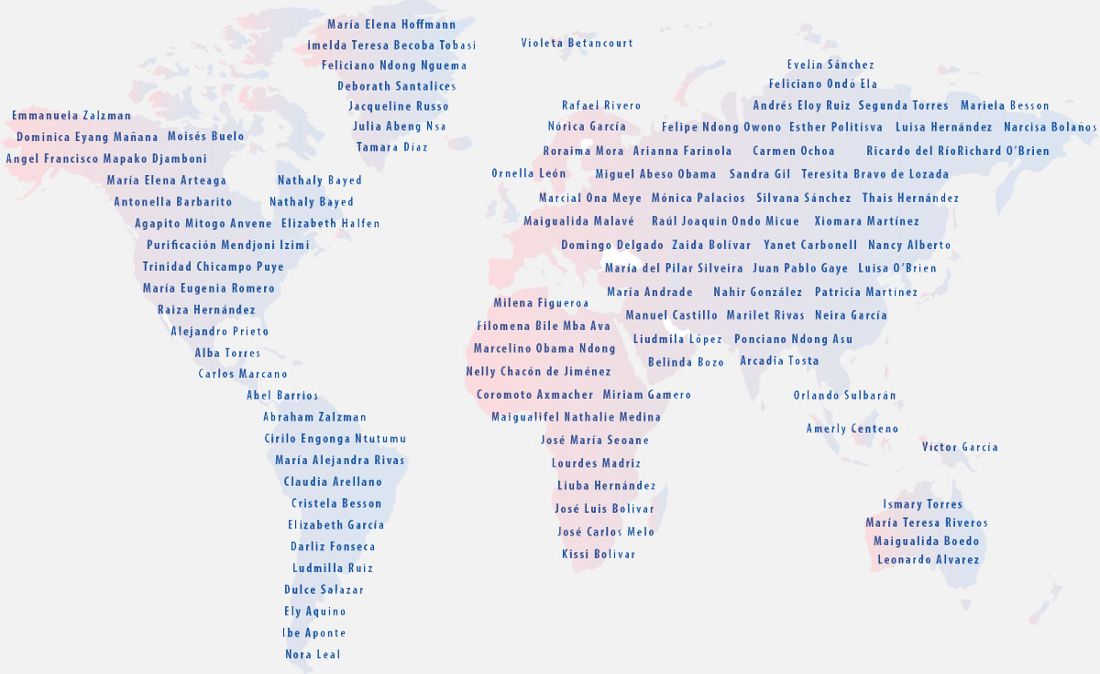 María Elena Hoffmann
Imelda Teresa Becoba Tobasi
Violeta Betancourt
Feliciano Ndong Nguema
Evelin Sánchez
Deborath Santalices
Feliciano Ondó Ela
Jacqueline Russo
Rafael Rivero
Andrés Eloy Ruiz Segunda Torres Mariela Besson
Emmanuela Zalzman
Julia Abeng Nsa
Nórica García
Felipe Ndong Owono Esther Politisva Luisa Hernández Narcisa Bolaños
Dominica Eyang Mañana Moisés Buelo
Tamara Díaz
Roraima Mora Arianna Farinola Carmen Ochoa Ricardo del RíoRichard O’Brien
Angel Francisco Mapako Djamboni
Ornella León Miguel Abeso Obama Sandra Gil Teresita Bravo de Lozada
María Elena Arteaga Nathaly Bayed
Marcial Ona Meye Mónica Palacios Silvana Sánchez Thais Hernández
Antonella Barbarito Nathaly Bayed
Maigualida Malavé Raúl Joaquin Ondo Micue Xiomara Martínez
Agapito Mitogo Anvene Elizabeth Halfen
Domingo Delgado Zaida Bolívar Yanet Carbonell Nancy Alberto
Purificación Mendjoni Izimi
María del Pilar Silveira Juan Pablo Gaye Luisa O’Brien
Trinidad Chicampo Puye
María Andrade Nahir González Patricia Martínez
María Eugenia Romero
Milena Figueroa
Raiza Hernández
Manuel Castillo Marilet Rivas Neira García
Filomena Bile Mba Ava
Alejandro Prieto
Liudmila López Ponciano Ndong Asu
Marcelino Obama Ndong
Alba Torres
Belinda Bozo Arcadia Tosta
Nelly Chacón de Jiménez
Carlos Marcano
Abel Barrios
Coromoto Axmacher Miriam Gamero
Orlando Sulbarán
Abraham Zalzman
Maigualifel Nathalie Medina
Amerly Centeno
Cirilo Engonga Ntutumu
José María Seoane
Victor García
María Alejandra Rivas
Lourdes Madriz
Claudia Arellano
Liuba Hernández
Cristela Besson
José Luis Bolivar
Ismary Torres
Elizabeth García
José Carlos Melo
María Teresa Riveros
Darliz Fonseca
Kissi Bolivar
Maigualida Boedo
Ludmilla Ruiz
Leonardo Alvarez
Dulce Salazar
Ely Aquino
Ibe Aponte
Nora Leal